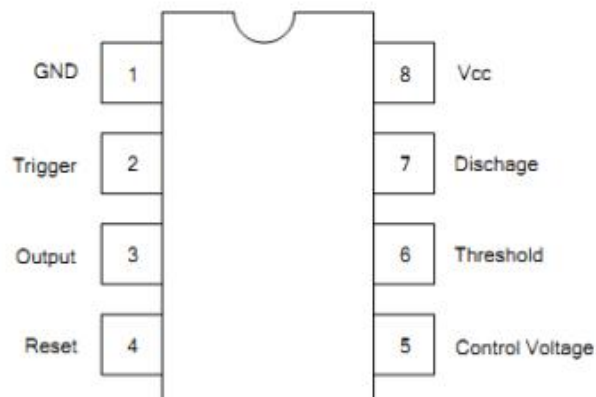 GND 1 8 Vcc
Trigger 2 7 Dischage
Output 3 6 Threshold
Reset 4 5 Control Voltage